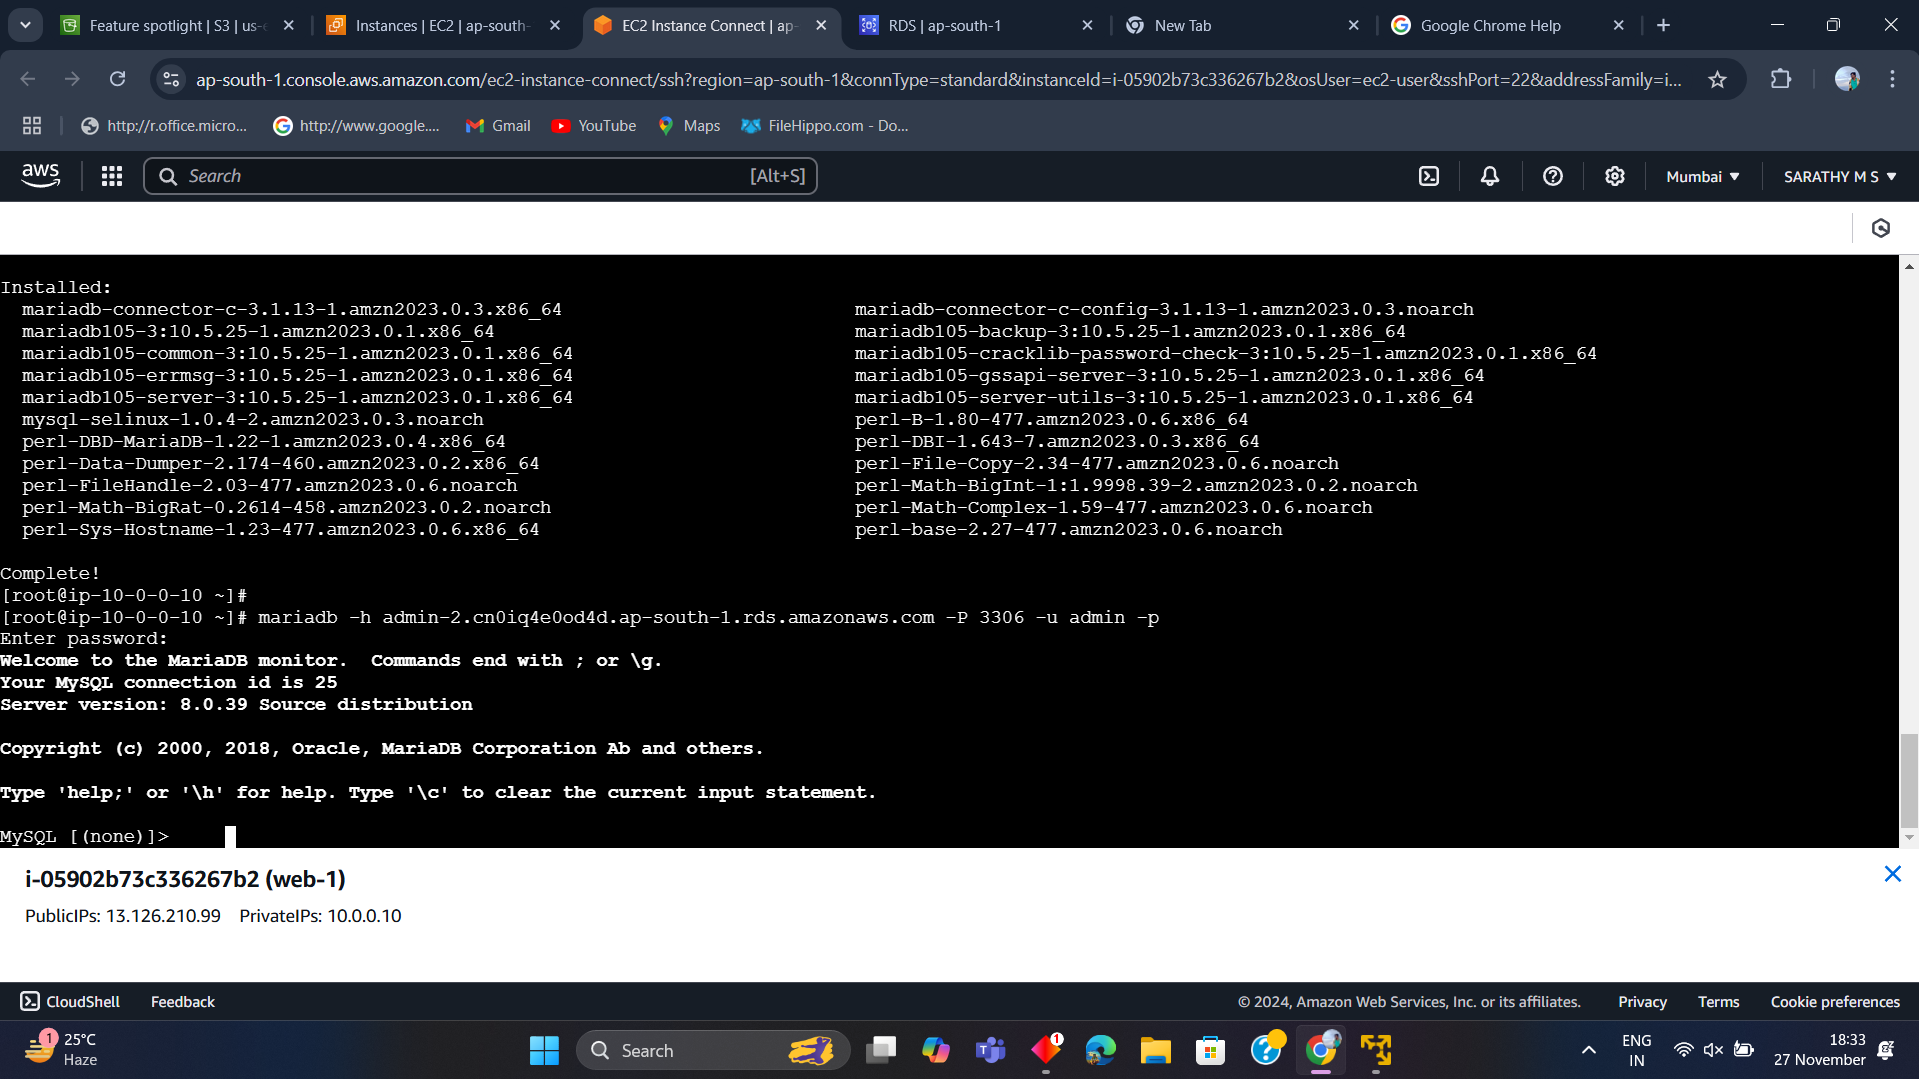 Feature spotlight | S3 | us-e
Instances | EC2 | ap-south-
EC2 Instance Connect | ap-
RDS | ap-south-1
New Tab
Google Chrome Help
ap-south-1.console.aws.amazon.com/ec2-instance-connect/ssh?region=ap-south-1&connType=standard&instanceId=i-05902b73c336267b2&osUser=ec2-user&sshPort=22&addressFamily=i...
http://r.office.micro...
http://www.google....
Gmail
YouTube
Maps
FileHippo.com - Do...
aws
Search
[Alt+S]
Mumbai
SARATHY M S
Installed:
mariadb-connector-c-3.1.13-1.amzn2023.0.3.x86_64 mariadb-connector-c-config-3.1.13-1.amzn2023.0.3.noarch
mariadb105-3:10.5.25-1.amzn2023.0.1.x86_64 mariadb105-backup-3:10.5.25-1.amzn2023.0.1.x86_64
mariadb105-common-3:10.5.25-1.amzn2023.0.1.x86_64 mariadb105-cracklib-password-check-3:10.5.25-1.amzn2023.0.1.x86_64
mariadb105-errmsg-3:10.5.25-1.amzn2023.0.1.x86_64 mariadb105-gssapi-server-3:10.5.25-1.amzn2023.0.1.x86_64
mariadb105-server-3:10.5.25-1.amzn2023.0.1.x86_64 mariadb105-server-utils-3:10.5.25-1.amzn2023.0.1.x86_64
mysql-selinux-1.0.4-2.amzn2023.0.3.noarch perl-B-1.80-477.amzn2023.0.6.x86_64
perl-DBD-MariaDB-1.22-1.amzn2023.0.4.x86_64 perl-DBI-1.643-7.amzn2023.0.3.x86_64
perl-Data-Dumper-2.174-460.amzn2023.0.2.x86_64 perl-File-Copy-2.34-477.amzn2023.0.6.noarch
perl-FileHandle-2.03-477.amzn2023.0.6.noarch perl-Math-BigInt-1:1.9998.39-2.amzn2023.0.2.noarch
perl-Math-BigRat-0.2614-458.amzn2023.0.2.noarch perl-Math-Complex-1.59-477.amzn2023.0.6.noarch
perl-Sys-Hostname-1.23-477.amzn2023.0.6.x86_64 perl-base-2.27-477.amzn2023.0.6.noarch
Complete!
[root@ip-10-0-0-10 ~]#
[root@ip-10-0-0-10 ~]# mariadb -h admin-2.cn0iq4e0od4d.ap-south-1.rds.amazonaws.com -P 3306 -u admin -p
Enter password:
Welcome to the MariaDB monitor.  Commands end with ; or \g.
Your MySQL connection id is 25
Server version: 8.0.39 Source distribution
Copyright (c) 2000, 2018, Oracle, MariaDB Corporation Ab and others.
Type 'help;' or '\h' for help. Type '\c' to clear the current input statement.
MySQL [(none)]>
i-05902b73c336267b2 (web-1)
PublicIPs: 13.126.210.99 PrivateIPs: 10.0.0.10
CloudShell
Feedback
© 2024, Amazon Web Services, Inc. or its affiliates.
Privacy
Terms
Cookie preferences
1
25°C
Haze
Search
1
ENG
IN
18:33
27 November